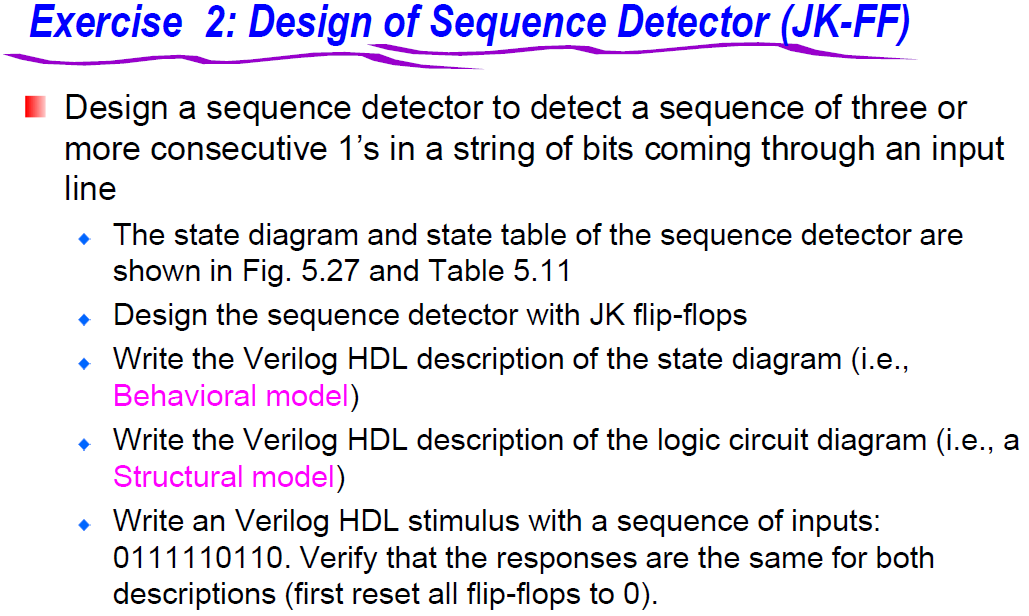 Exercise 2: Design of Sequence Detector (JK-FF)
Design a sequence detector to detect a sequence of three or
more consecutive 1's in a string of bits coming through an input
line
The state diagram and state table of the sequence detector are
shown in Fig. 5.27 and Table 5.11
Design the sequence detector with JK flip-flops
Write the Verilog HDL description of the state diagram (i.e.,
Behavioral model)
Write the Verilog HDL description of the logic circuit diagram (i.e., a
Structural model)
Write an Verilog HDL stimulus with a sequence of inputs:
0111110110. Verify that the responses are the same for both
descriptions (first reset all flip-flops to 0).